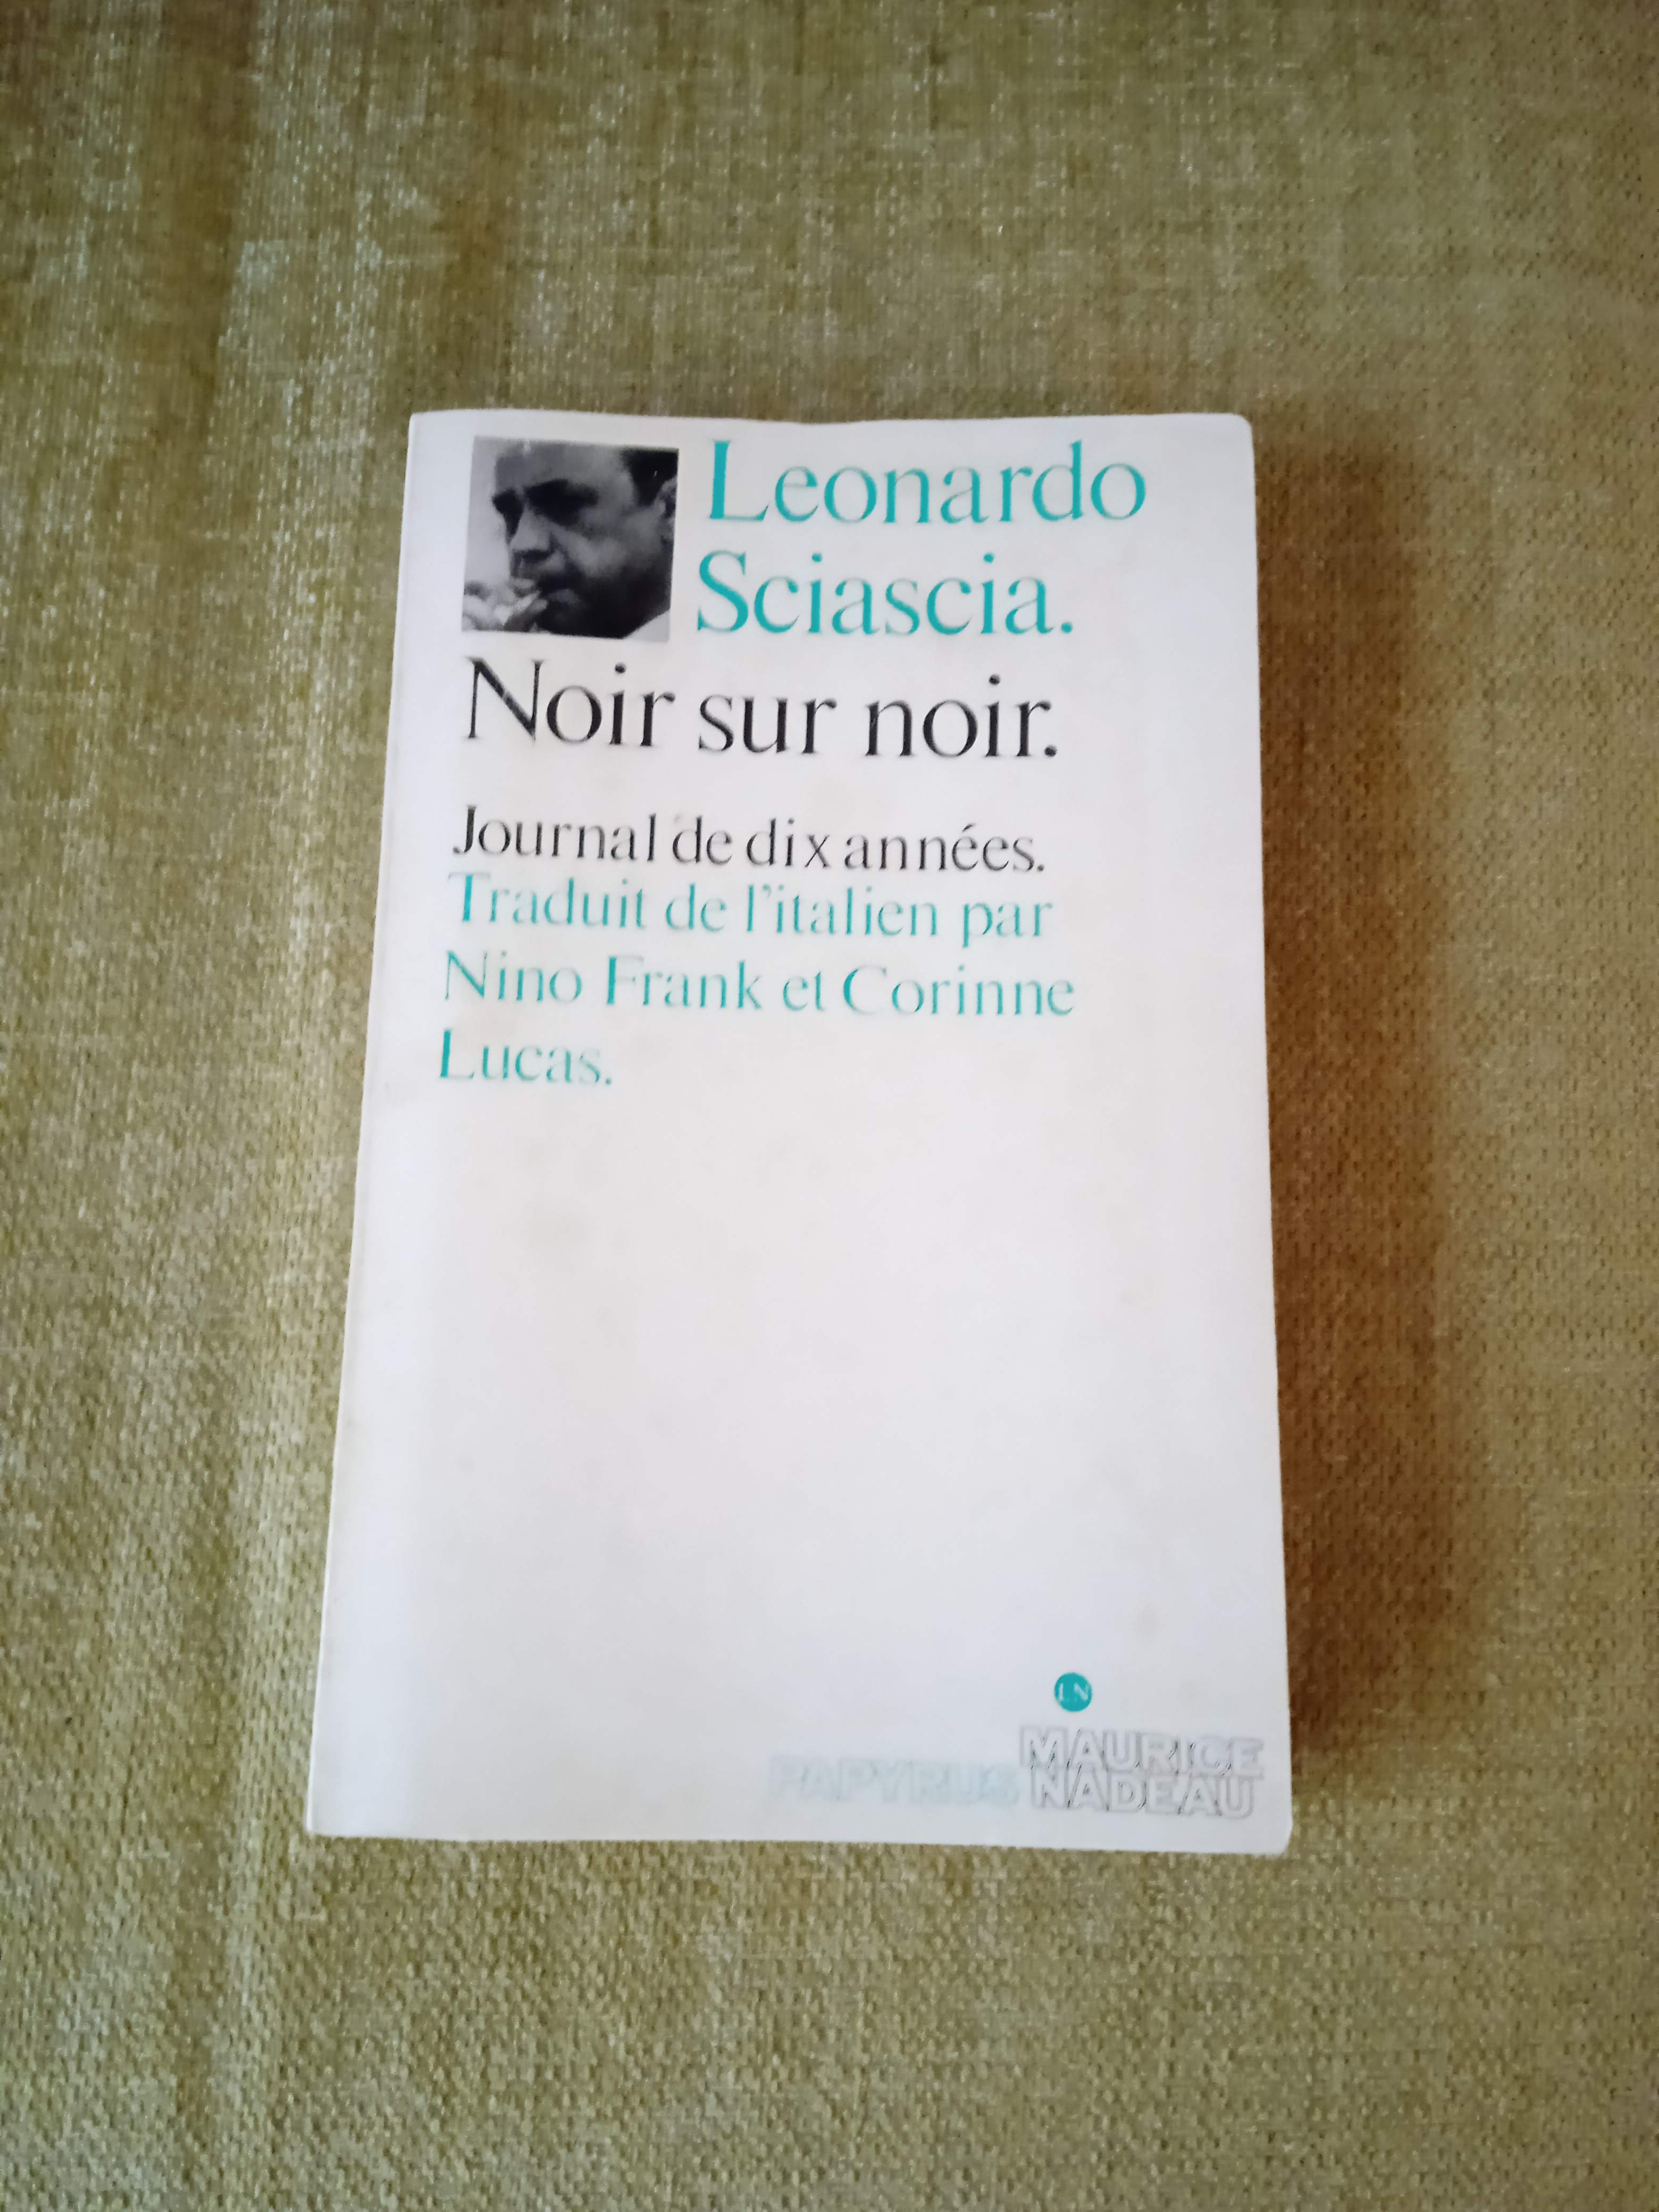 Leonardo
Sciascia.
Noir sur noir.
Journal de dix années.
Traduit de l'italien par
Nino Frank et Corinne
Lucas.
LN
MAURICE
PAPYRUS NADEAU